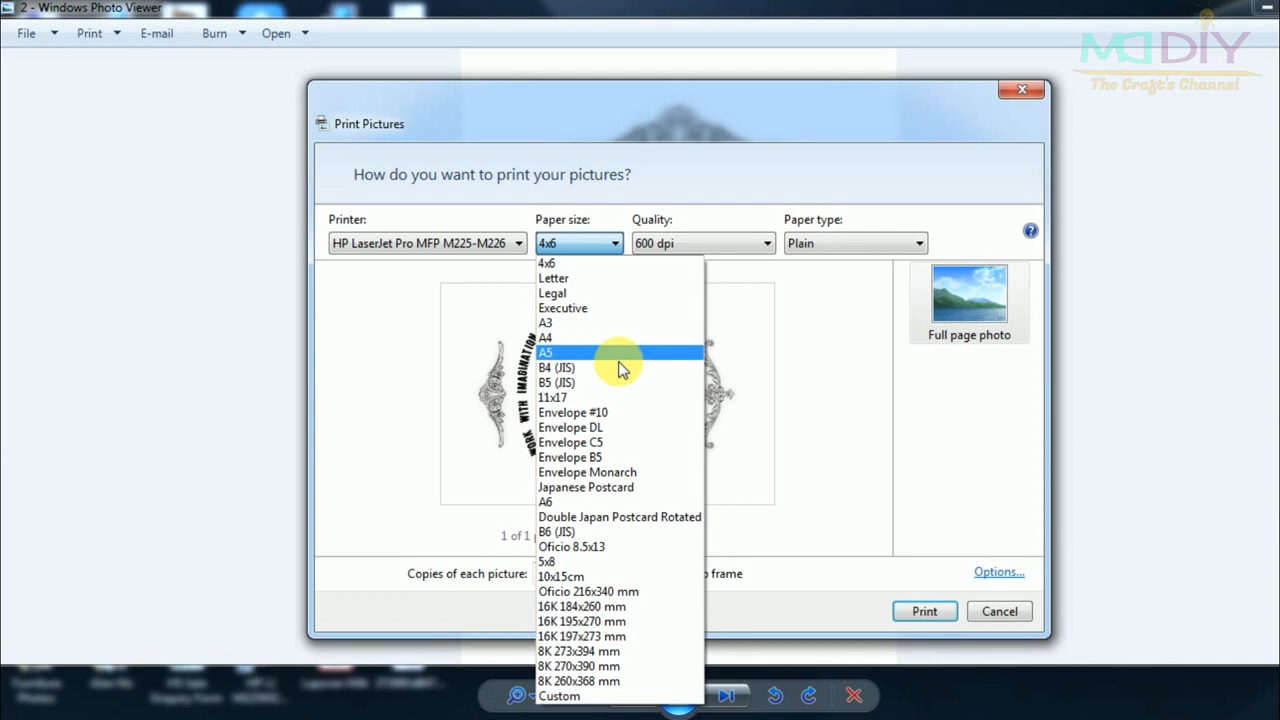 2 - Windows Photo Viewer
File Print E-mail Burn Open
MDDIY
The Craft's Channel
Print Pictures
How do you want to print your pictures?
Printer: Paper size: Quality: Paper type:
HP LaserJet Pro MFP M225-M226 4x6 600 dpi Plain
4x6
Letter
Legal
Executive
A3
A4
A5
B4 (JIS)
B5 (JIS)
11x17
Envelope #10
Envelope DL
Envelope C5
Envelope B5
Envelope Monarch
Japanese Postcard
A6
Double Japan Postcard Rotated
B6 (JIS)
Oficio 8.5x13
5x8
10x15cm
Oficio 216x340 mm
16K 184x260 mm
16K 195x270 mm
16K 197x273 mm
8K 273x394 mm
8K 270x390 mm
8K 260x368 mm
Custom
WORK WITH IMAGINATION
Full page photo
1 of 1
Copies of each picture: frame
Options...
Print Cancel
Furniture
Photos